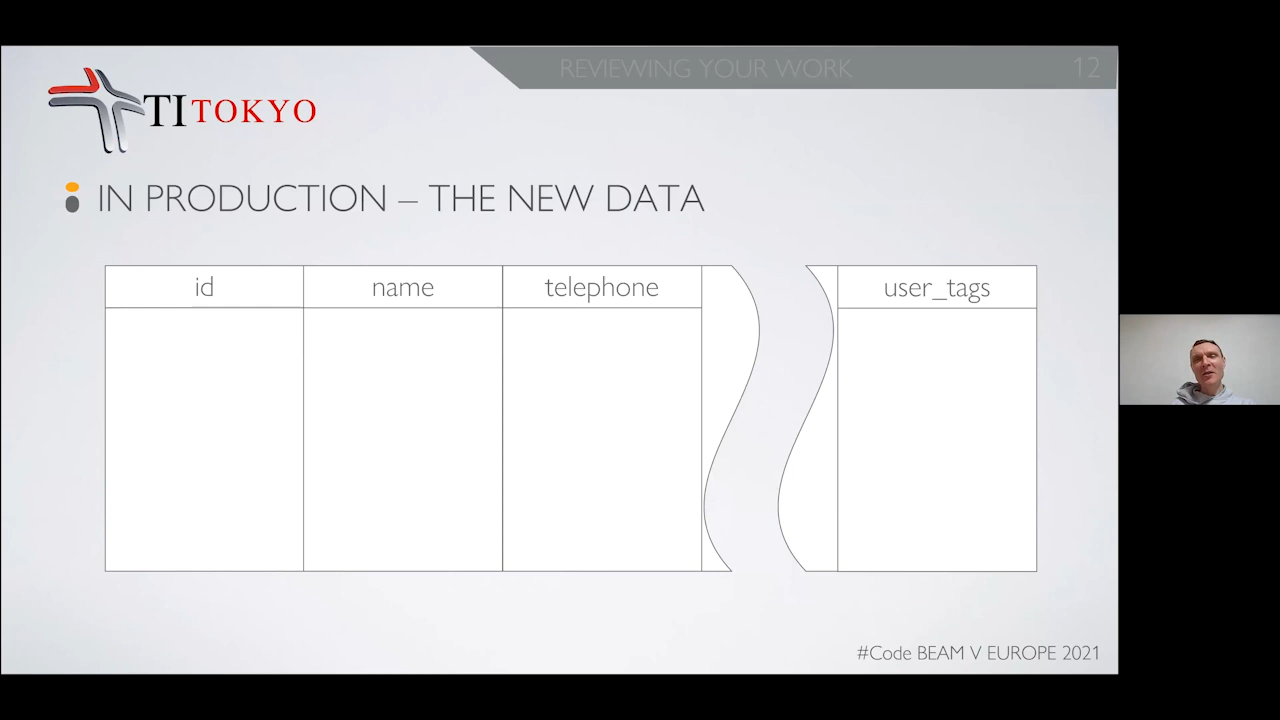 REVIEWING YOUR WORK 12
TI TOKYO
IN PRODUCTION – THE NEW DATA
id name telephone user_tags
#Code BEAM V EUROPE 2021